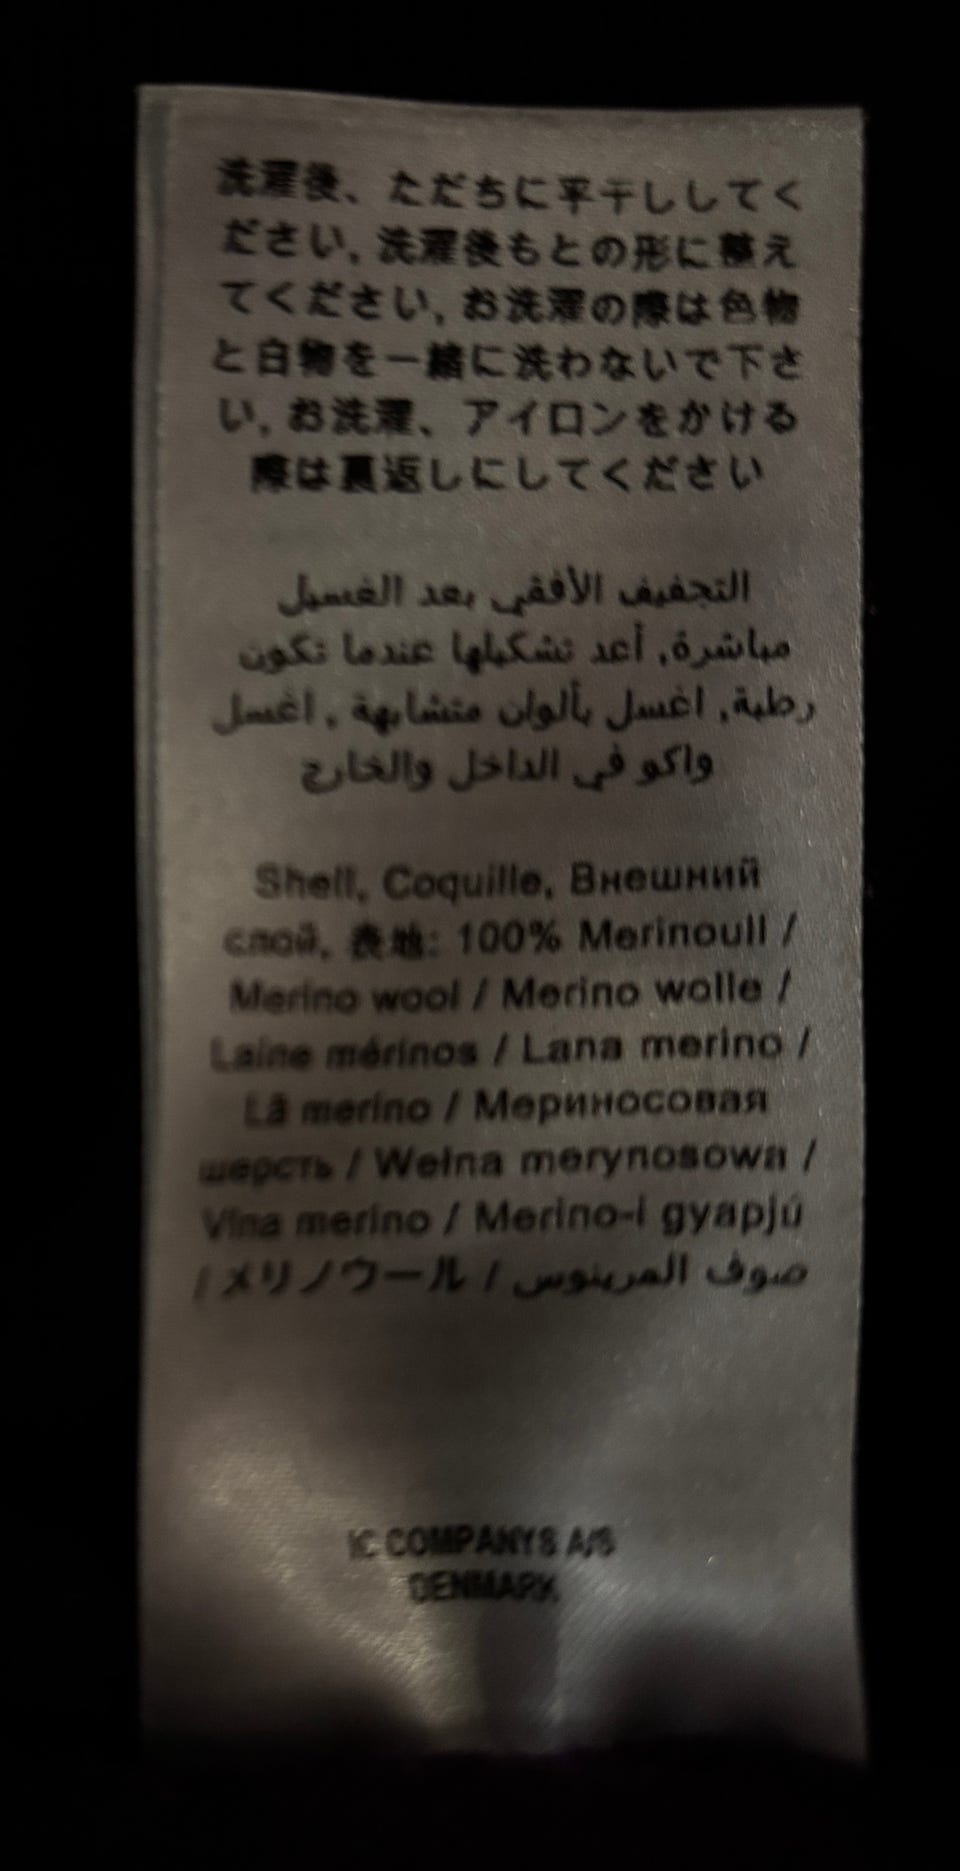 洗濯後、ただちに平干ししてく
ださい, 洗濯後もとの形に整え
てください, お洗濯の際は色物
と白物を一緒に洗わないで下さ
い, お洗濯、アイロンをかける
際は裏返しにしてください
التجفيف الأفقي بعد الغسيل
مباشرة, أعد تشكيلها عندما تكون
رطبة, اغسل بألوان متشابهة , اغسل
واكو في الداخل والخارج
Shell, Coquille, Внешний
слой, 表地: 100% Merinoull /
Merino wool / Merino wolle /
Laine mérinos / Lana merino /
Lã merino / Мериносовая
шерсть / Wełna merynosowa /
Vlna merino / Merino-i gyapjú
/ メリノウール / صوف المرينوس
IC COMPANYS A/S
DENMARK